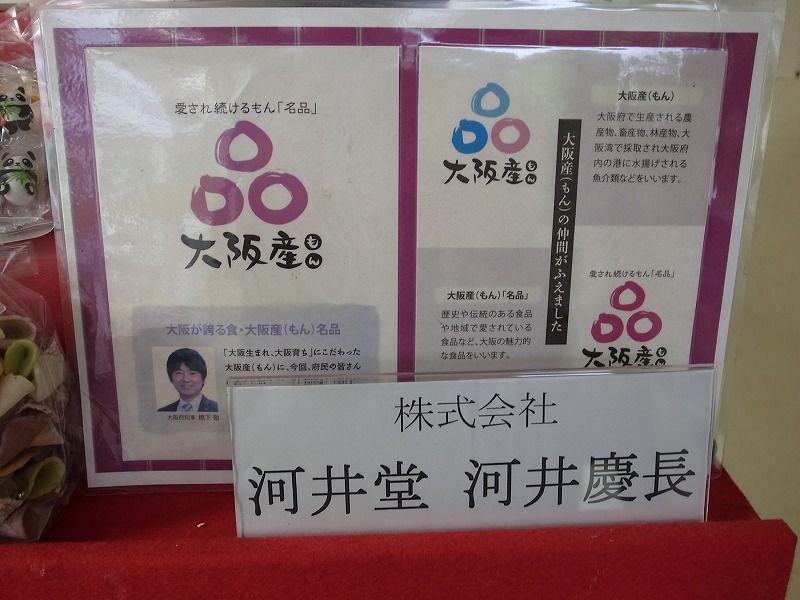 愛され続けるもん「名品」
大阪産もん
大阪が誇る食・大阪産(もん)名品
「大阪生まれ、大阪育ち」にこだわった
大阪産(もん)に、今回、府民の皆さん
大阪府知事 橋下 徹
大阪産もん
大阪産(もん)
大阪府で生産される農
産物、畜産物、林産物、大
阪湾で採取され大阪府
内の港に水揚げされる
魚介類などをいいます。
大阪産(もん)の仲間がふえました
大阪産(もん)「名品」
歴史や伝統のある食品
や地域で愛されている
食品など、大阪の魅力的
な食品をいいます。
愛され続けるもん「名品」
大阪産もん
株式会社
河井堂 河井慶長